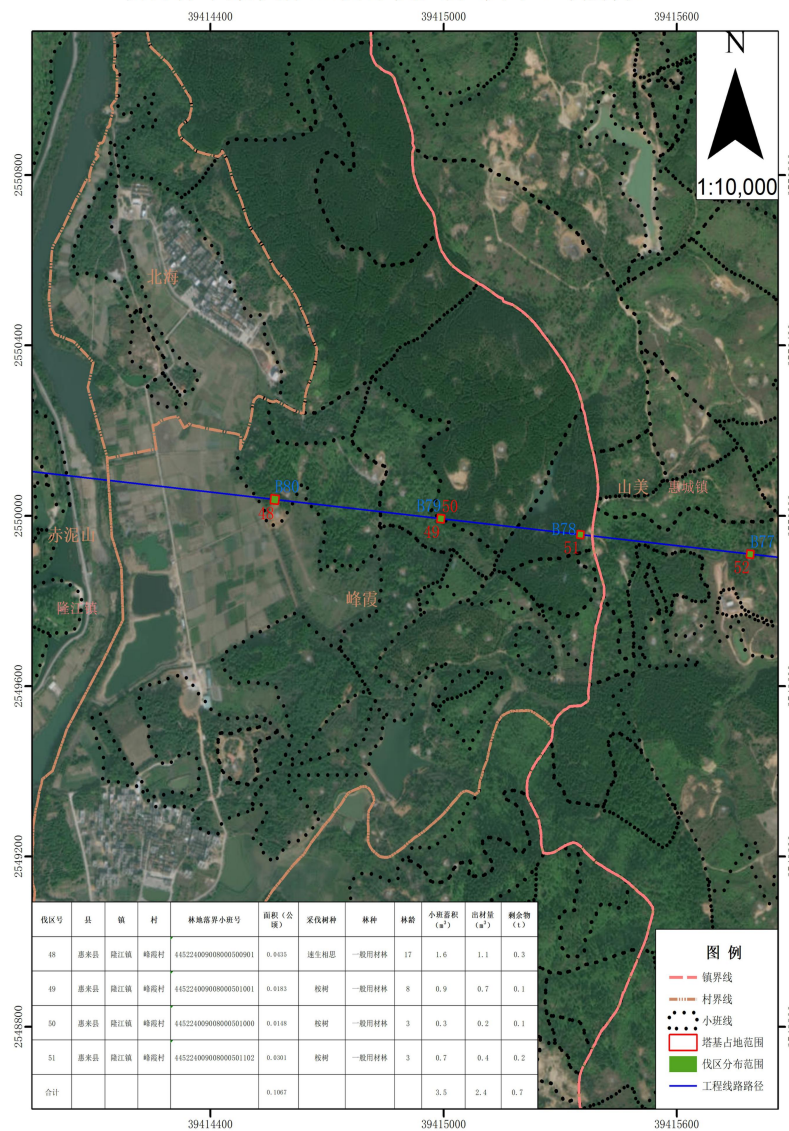 39414400
39415000
39415600
N
1:10,000
2550800
2550400
2550000
2549600
2549200
2548800
北海
山美
惠城镇
B80
48
B79
50
49
B78
51
B77
52
赤泥山
隆江镇
峰霞
伐区号 县 镇 村 林地落界小班号 面积（公顷） 采伐树种 林种 林龄 小班蓄积（m³） 出材量（m³） 剩余物（t）
48 惠来县 隆江镇 峰霞村 445224009008000500901 0.0435 速生相思 一般用材林 17 1.6 1.1 0.3
49 惠来县 隆江镇 峰霞村 445224009008000501001 0.0183 桉树 一般用材林 8 0.9 0.7 0.1
50 惠来县 隆江镇 峰霞村 445224009008000501000 0.0148 桉树 一般用材林 3 0.3 0.2 0.1
51 惠来县 隆江镇 峰霞村 445224009008000501102 0.0301 桉树 一般用材林 3 0.7 0.4 0.2
合计 0.1067 3.5 2.4 0.7
图 例
镇界线
村界线
小班线
塔基占地范围
伐区分布范围
工程线路路径
39414400
39415000
39415600